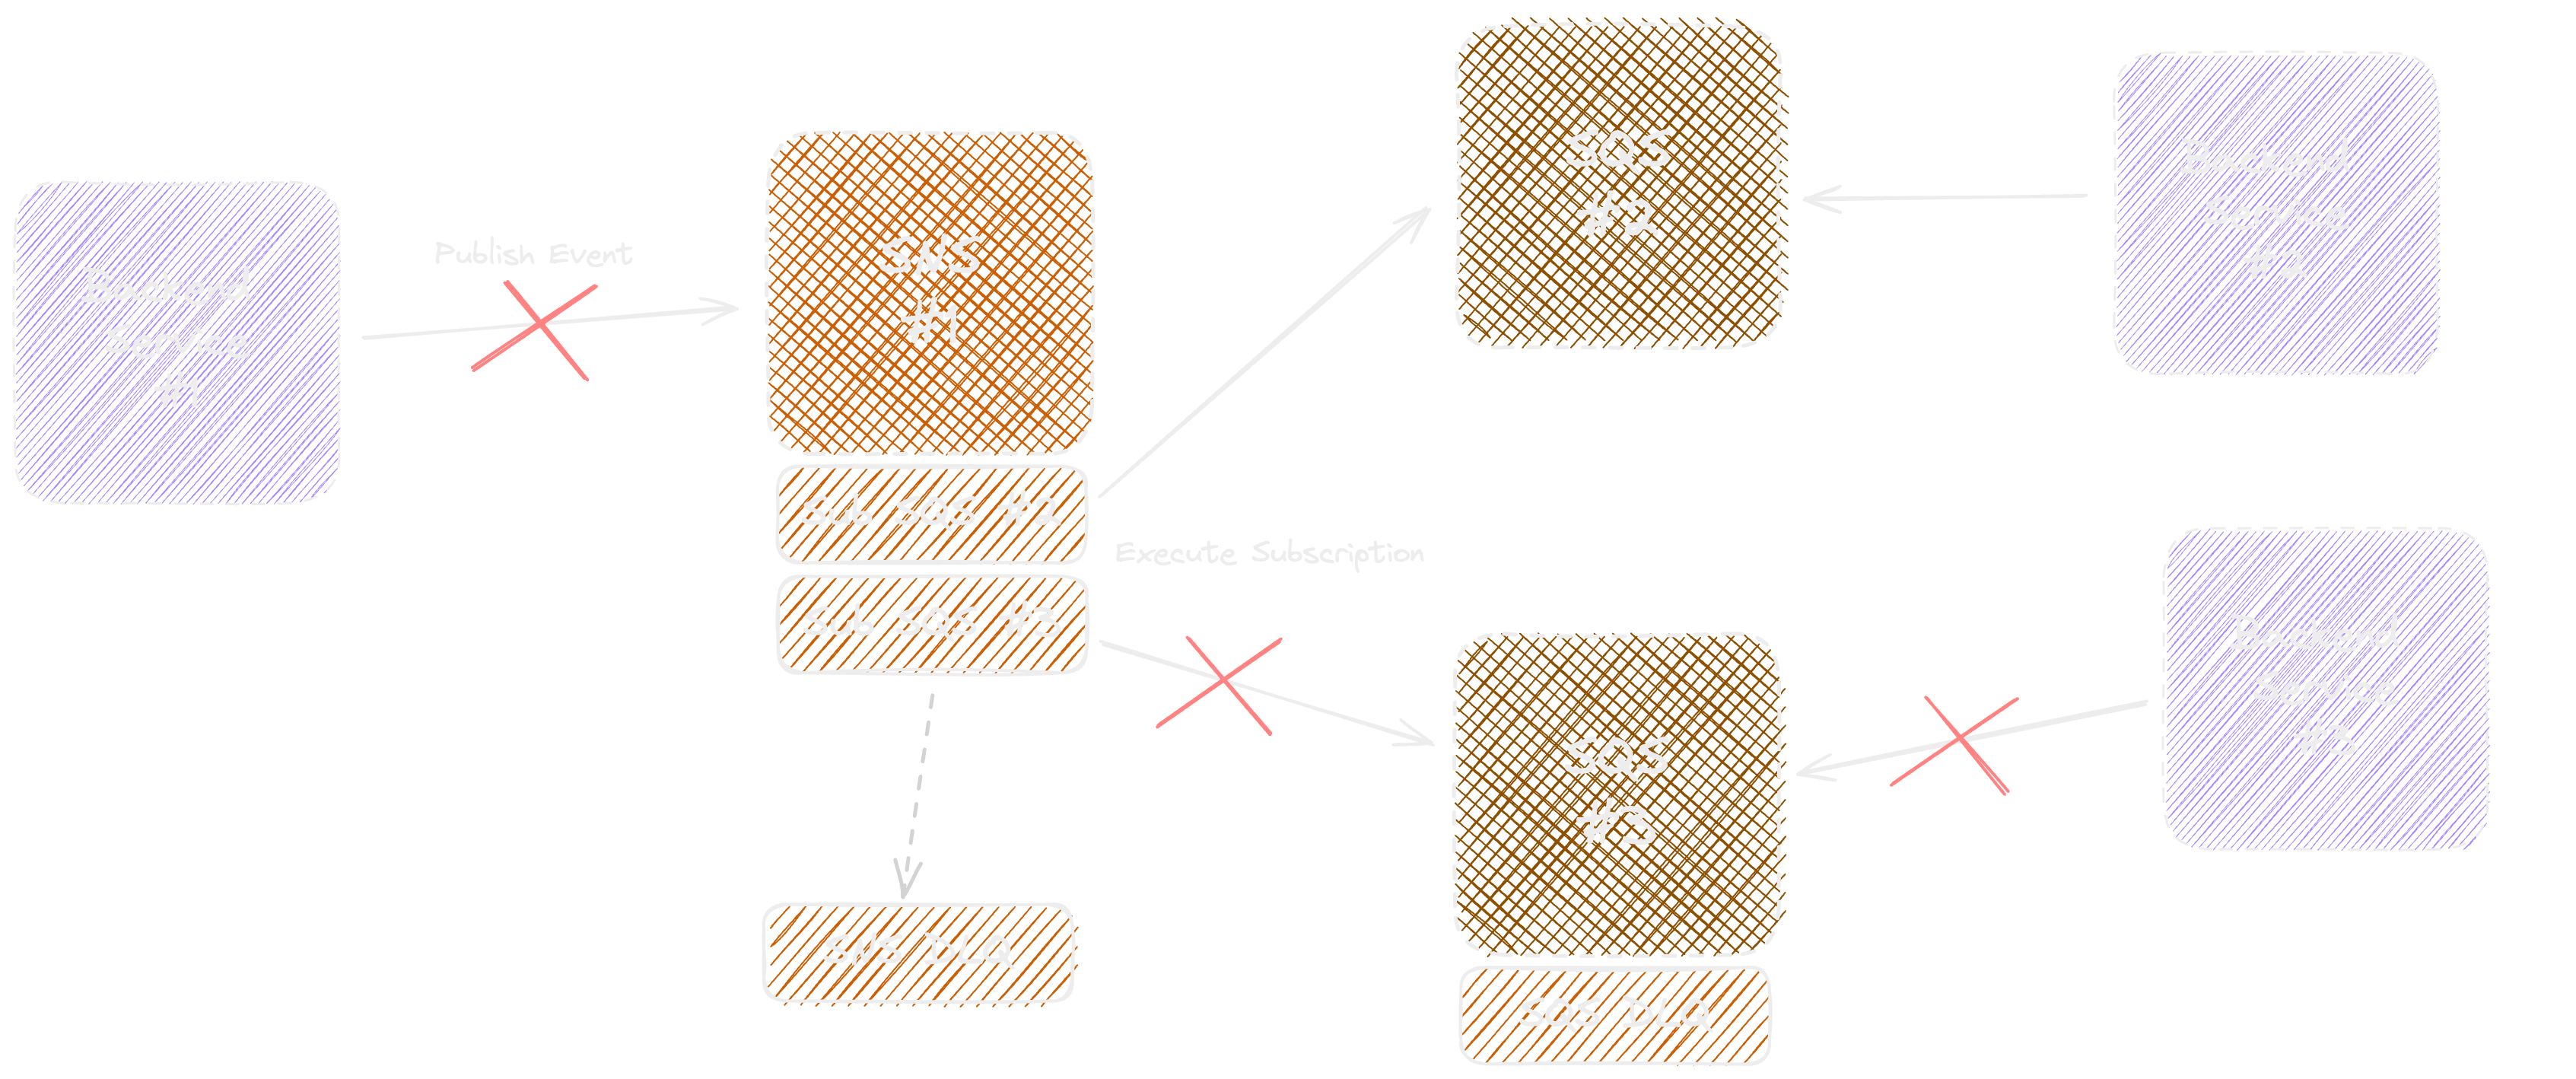 Backend
Service
#1
Publish Event
SNS
#1
Sub SQS #2
Sub SQS #3
Execute Subscription
SNS DLQ
SQS
#2
Backend
Service
#2
SQS
#3
SQS DLQ
Backend
Service
#3